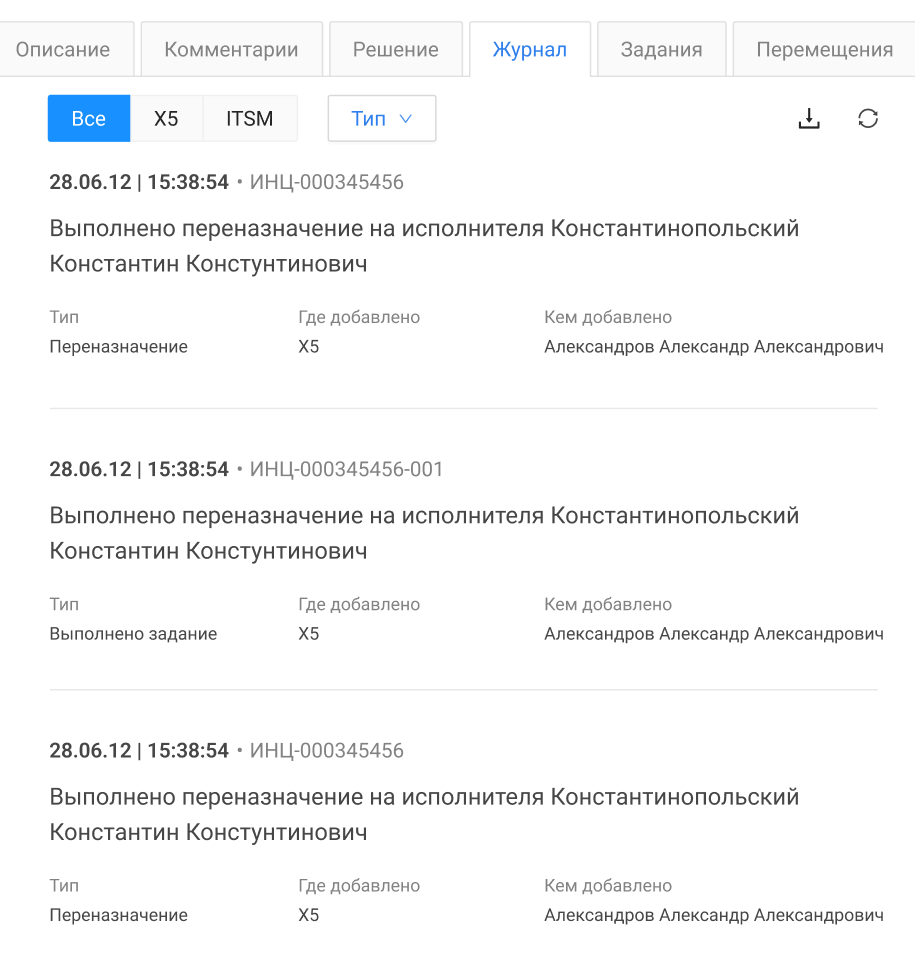 Описание Комментарии Решение Журнал Задания Перемещения
Все X5 ITSM Тип
28.06.12 | 15:38:54 • ИНЦ-000345456
Выполнено переназначение на исполнителя Константинопольский
Константин Констунтинович
Тип Где добавлено Кем добавлено
Переназначение X5 Александров Александр Александрович
28.06.12 | 15:38:54 • ИНЦ-000345456-001
Выполнено переназначение на исполнителя Константинопольский
Константин Констунтинович
Тип Где добавлено Кем добавлено
Выполнено задание X5 Александров Александр Александрович
28.06.12 | 15:38:54 • ИНЦ-000345456
Выполнено переназначение на исполнителя Константинопольский
Константин Констунтинович
Тип Где добавлено Кем добавлено
Переназначение X5 Александров Александр Александрович